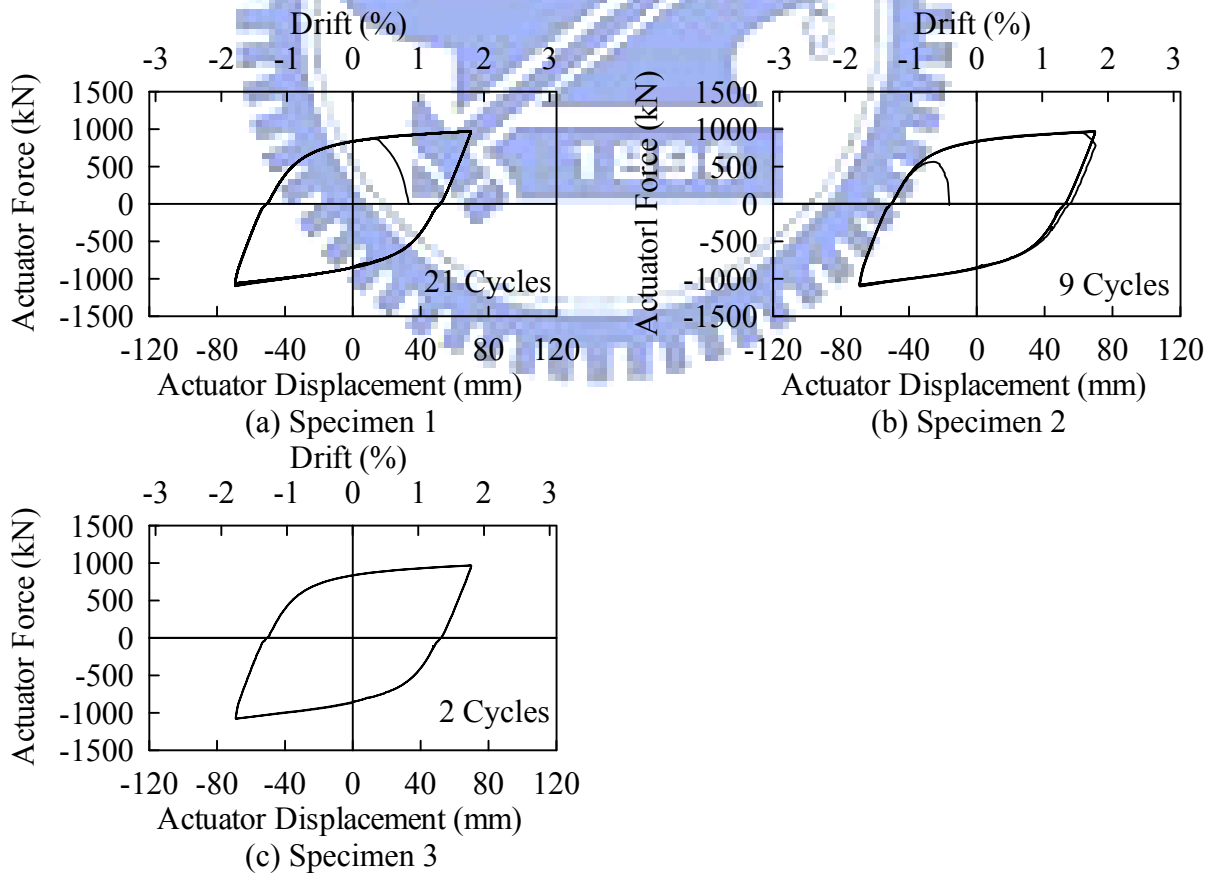 Drift (%)
-3 -2 -1 0 1 2 3
Actuator Force (kN)
1500
1000
500
0
-500
-1000
-1500
21 Cycles
-120 -80 -40 0 40 80 120
Actuator Displacement (mm)
(a) Specimen 1
Drift (%)
-3 -2 -1 0 1 2 3
Actuatorl Force (kN)
1500
1000
500
0
-500
-1000
-1500
9 Cycles
-120 -80 -40 0 40 80 120
Actuator Displacement (mm)
(b) Specimen 2
Drift (%)
-3 -2 -1 0 1 2 3
Actuator Force (kN)
1500
1000
500
0
-500
-1000
-1500
2 Cycles
-120 -80 -40 0 40 80 120
Actuator Displacement (mm)
(c) Specimen 3